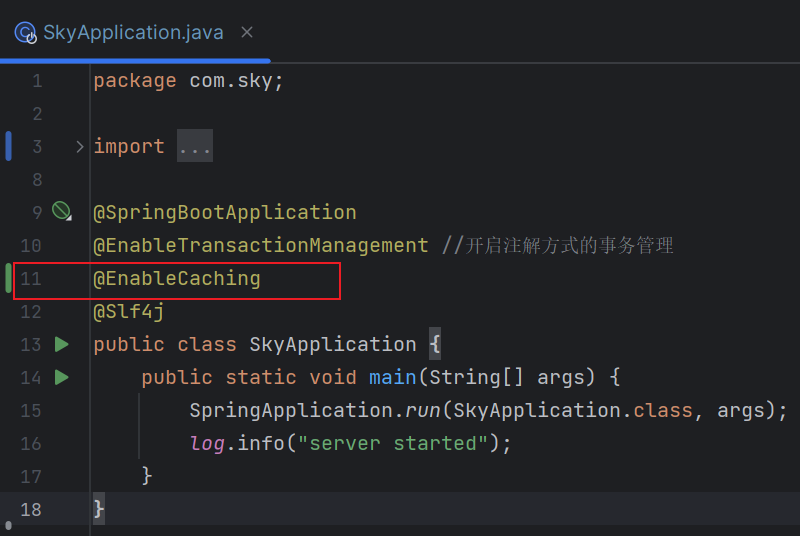 SkyApplication.java
1 package com.sky;
2
3 import ...
8
9 @SpringBootApplication
10 @EnableTransactionManagement //开启注解方式的事务管理
11 @EnableCaching
12 @Slf4j
13 public class SkyApplication {
14 public static void main(String[] args) {
15 SpringApplication.run(SkyApplication.class, args);
16 log.info("server started");
17 }
18 }